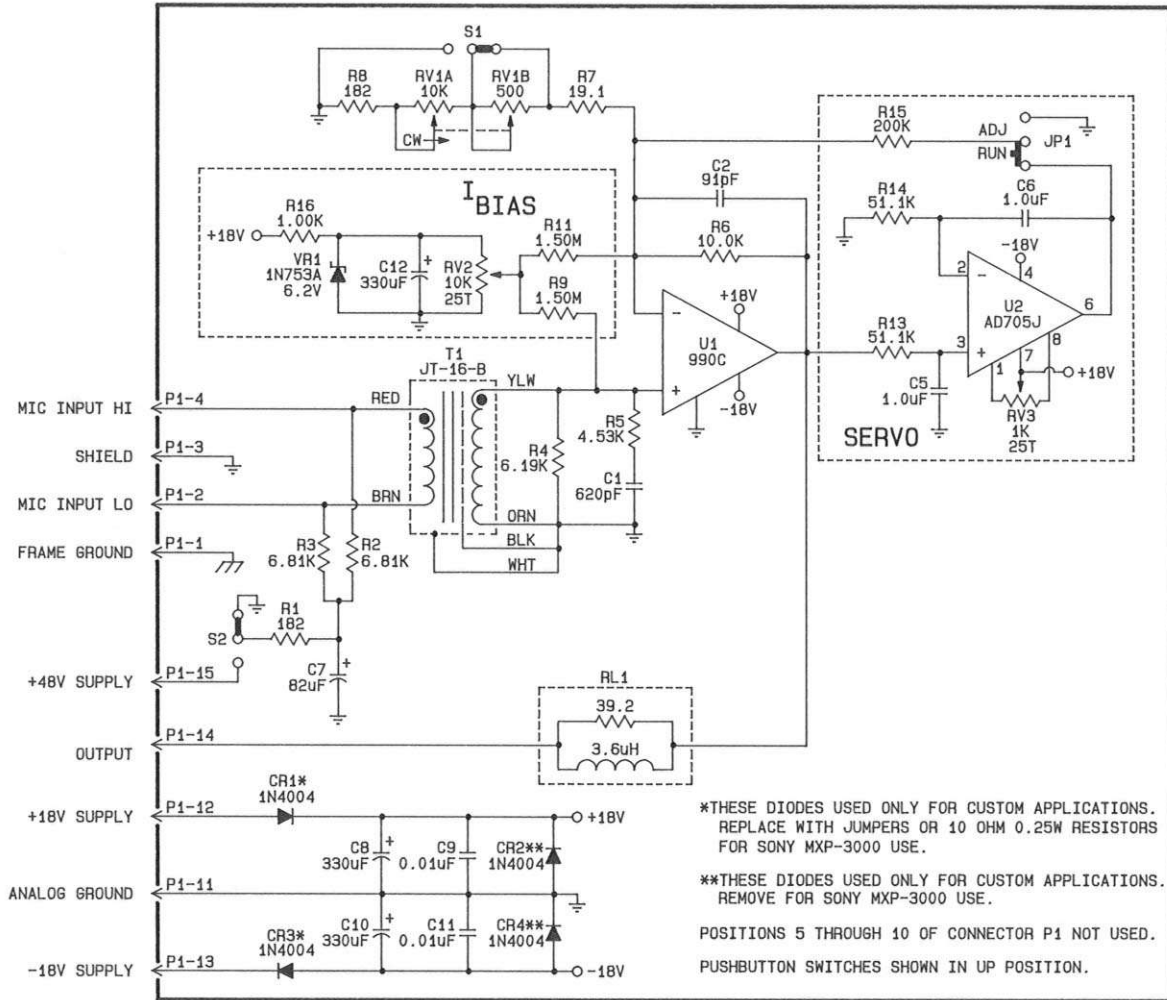 S1
R8
182
RV1A
10K
RV1B
500
R7
19.1
CW
R15
200K
ADJ
RUN
JP1
C2
91pF
R14
51.1K
C6
1.0uF
IBIAS
R16
1.00K
+18V
VR1
1N753A
6.2V
C12
330uF
+
RV2
10K
25T
R11
1.50M
R9
1.50M
R6
10.0K
-18V
4
2
-
U2
AD705J
6
3
+
1
7
8
+18V
RV3
1K
25T
R13
51.1K
C5
1.0uF
SERVO
-
+18V
U1
990C
+
-18V
T1
JT-16-B
YLW
RED
BRN
ORN
BLK
WHT
R4
6.19K
R5
4.53K
C1
620pF
MIC INPUT HI
P1-4
SHIELD
P1-3
MIC INPUT LO
P1-2
FRAME GROUND
P1-1
R3
6.81K
R2
6.81K
S2
R1
182
+
C7
82uF
+48V SUPPLY
P1-15
RL1
39.2
3.6uH
OUTPUT
P1-14
CR1*
1N4004
+18V SUPPLY
P1-12
+18V
C8
330uF
+
C9
0.01uF
CR2**
1N4004
ANALOG GROUND
P1-11
C10
330uF
+
C11
0.01uF
CR4**
1N4004
CR3*
1N4004
-18V SUPPLY
P1-13
-18V
*THESE DIODES USED ONLY FOR CUSTOM APPLICATIONS.
REPLACE WITH JUMPERS OR 10 OHM 0.25W RESISTORS
FOR SONY MXP-3000 USE.
**THESE DIODES USED ONLY FOR CUSTOM APPLICATIONS.
REMOVE FOR SONY MXP-3000 USE.
POSITIONS 5 THROUGH 10 OF CONNECTOR P1 NOT USED.
PUSHBUTTON SWITCHES SHOWN IN UP POSITION.